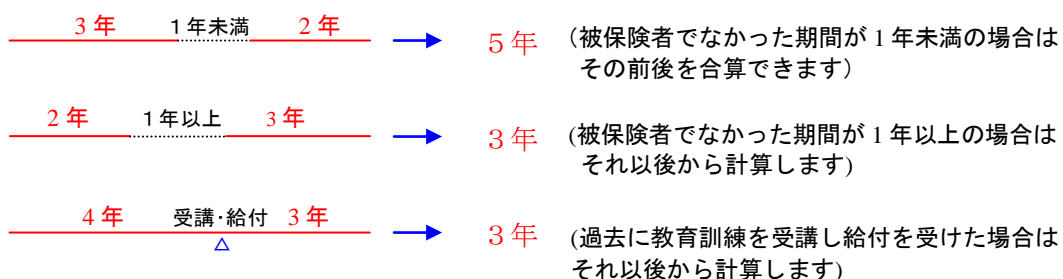 3年 1年未満 2年 5年 (被保険者でなかった期間が1年未満の場合は
その前後を合算できます)
2年 1年以上 3年 3年 (被保険者でなかった期間が1年以上の場合は
それ以後から計算します)
4年 受講・給付 3年 3年 (過去に教育訓練を受講し給付を受けた場合は
それ以後から計算します)